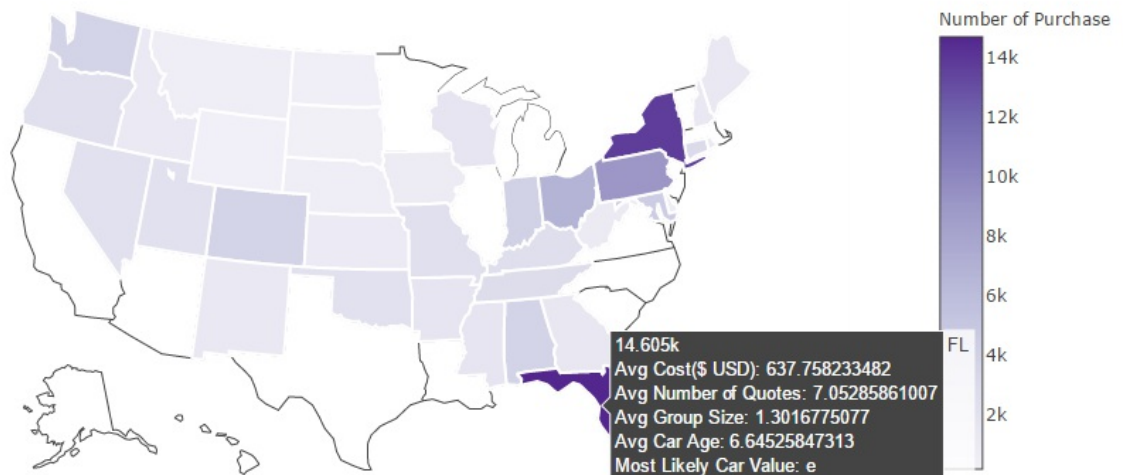 Number of Purchase
14k
12k
10k
8k
6k
4k
2k
14.605k
FL
Avg Cost($ USD): 637.758233482
Avg Number of Quotes: 7.05285861007
Avg Group Size: 1.3016775077
Avg Car Age: 6.64525847313
Most Likely Car Value: e